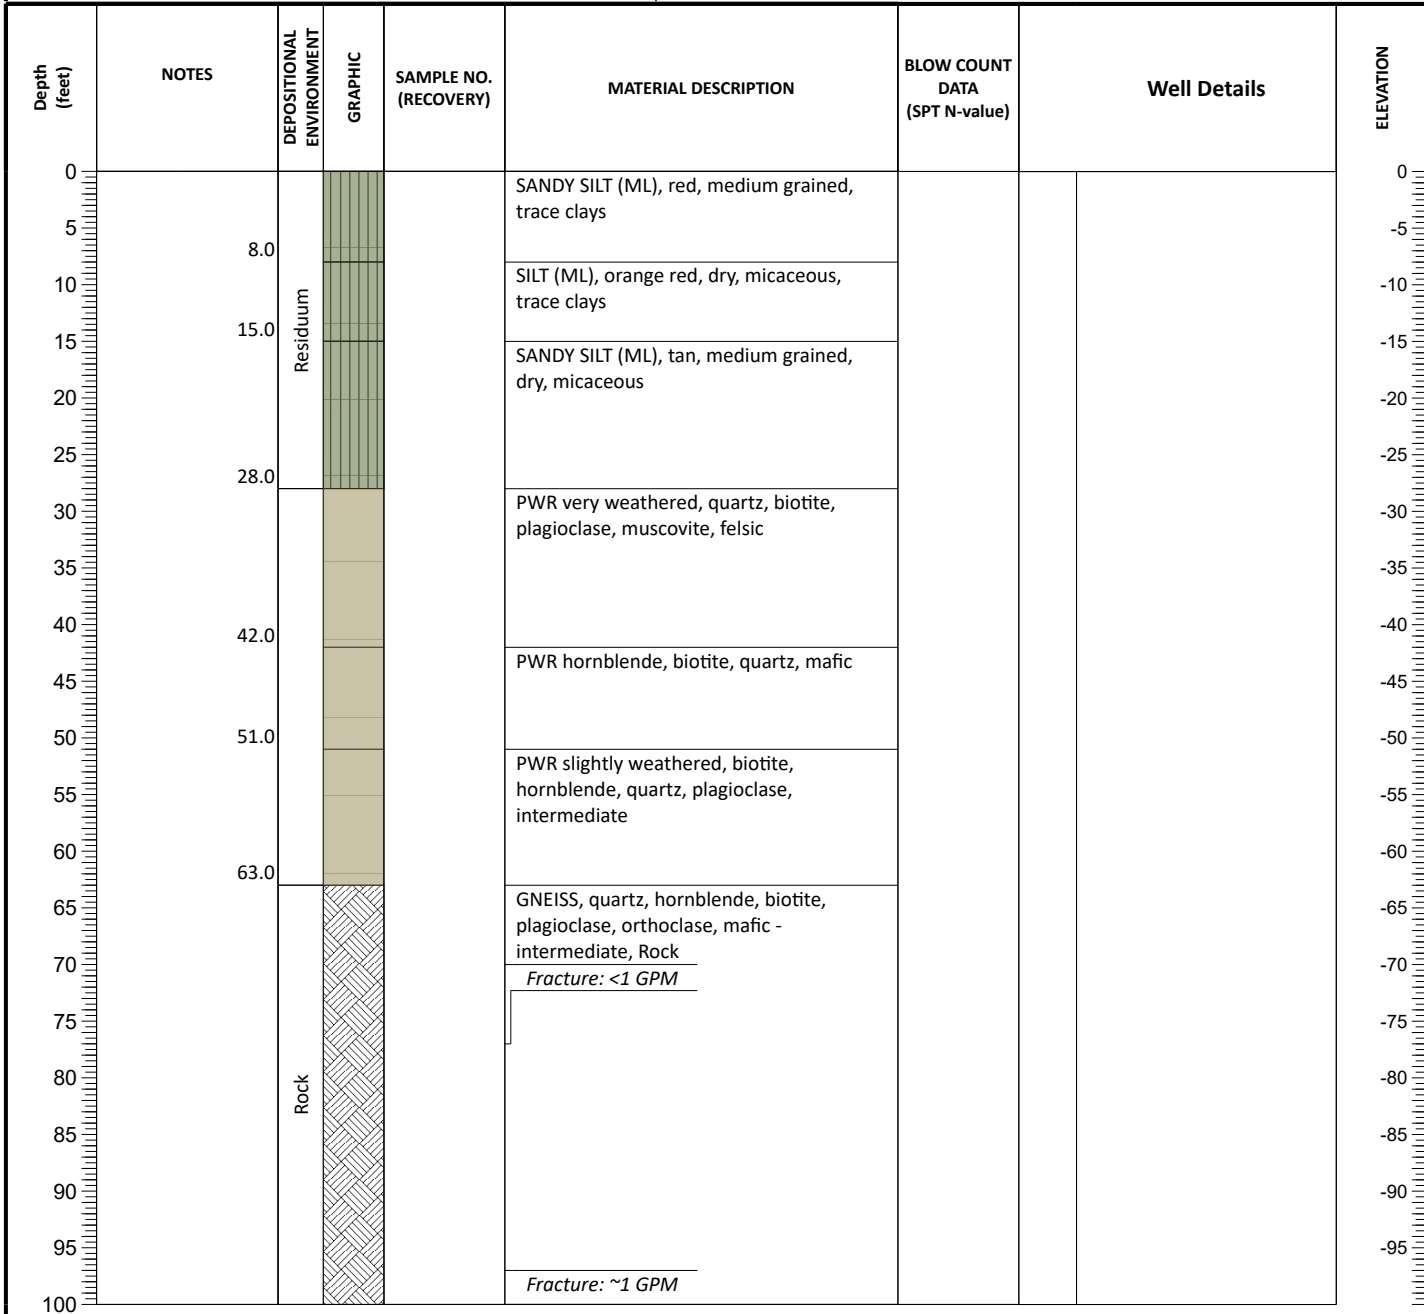 Depth
(feet)
NOTES
DEPOSITIONAL
ENVIRONMENT
GRAPHIC
SAMPLE NO.
(RECOVERY)
MATERIAL DESCRIPTION
BLOW COUNT
DATA
(SPT N-value)
Well Details
ELEVATION
0
5
10
15
20
25
30
35
40
45
50
55
60
65
70
75
80
85
90
95
100
8.0
15.0
28.0
42.0
51.0
63.0
Residuum
Rock
SANDY SILT (ML), red, medium grained,
trace clays
SILT (ML), orange red, dry, micaceous,
trace clays
SANDY SILT (ML), tan, medium grained,
dry, micaceous
PWR very weathered, quartz, biotite,
plagioclase, muscovite, felsic
PWR hornblende, biotite, quartz, mafic
PWR slightly weathered, biotite,
hornblende, quartz, plagioclase,
intermediate
GNEISS, quartz, hornblende, biotite,
plagioclase, orthoclase, mafic -
intermediate, Rock
Fracture: <1 GPM
Fracture: ~1 GPM
0
-5
-10
-15
-20
-25
-30
-35
-40
-45
-50
-55
-60
-65
-70
-75
-80
-85
-90
-95